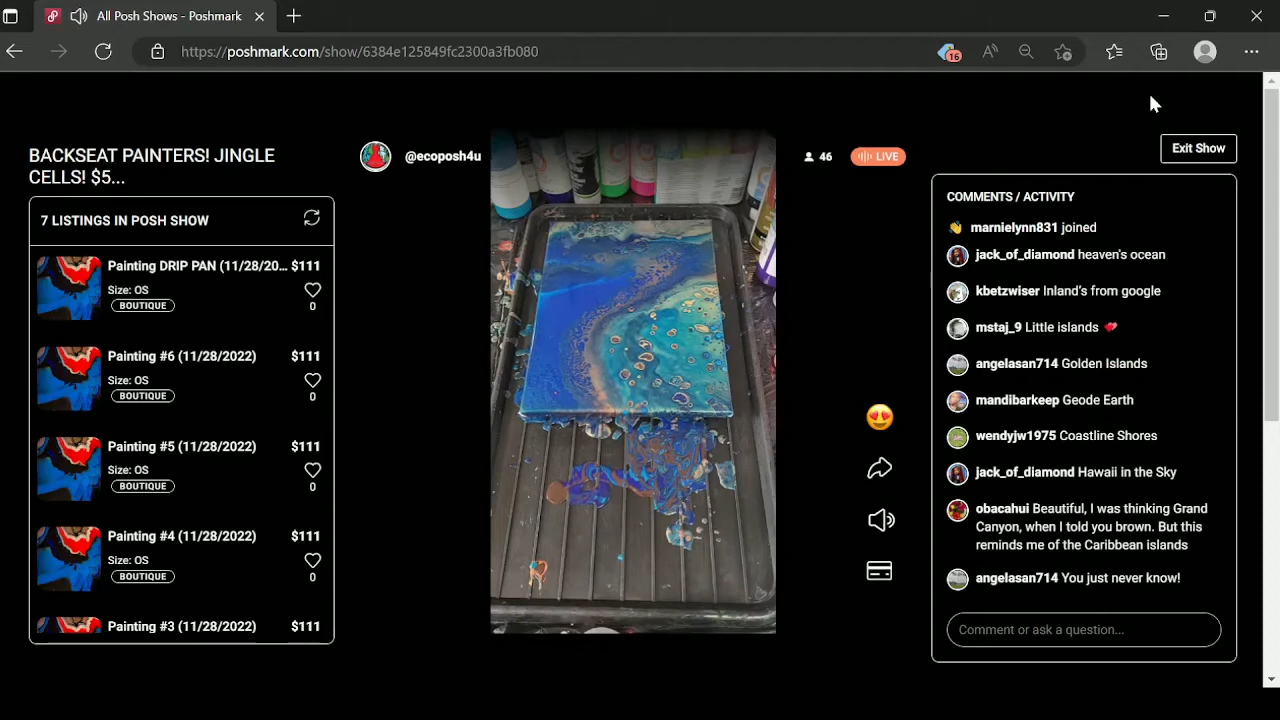 All Posh Shows - Poshmark
https://poshmark.com/show/6384e125849fc2300a3fb080
16
BACKSEAT PAINTERS! JINGLE
CELLS! $5...
@ecoposh4u
46
LIVE
Exit Show
7 LISTINGS IN POSH SHOW
Painting DRIP PAN (11/28/20... $111
Size: OS
BOUTIQUE
0
Painting #6 (11/28/2022) $111
Size: OS
BOUTIQUE
0
Painting #5 (11/28/2022) $111
Size: OS
BOUTIQUE
0
Painting #4 (11/28/2022) $111
Size: OS
BOUTIQUE
0
Painting #3 (11/28/2022) $111
COMMENTS / ACTIVITY
marnielynn831 joined
jack_of_diamond heaven's ocean
kbetzwiser Inland's from google
mstaj_9 Little islands
angelasan714 Golden Islands
mandibarkeep Geode Earth
wendyjw1975 Coastline Shores
jack_of_diamond Hawaii in the Sky
obacahui Beautiful, I was thinking Grand
Canyon, when I told you brown. But this
reminds me of the Caribbean islands
angelasan714 You just never know!
Comment or ask a question...